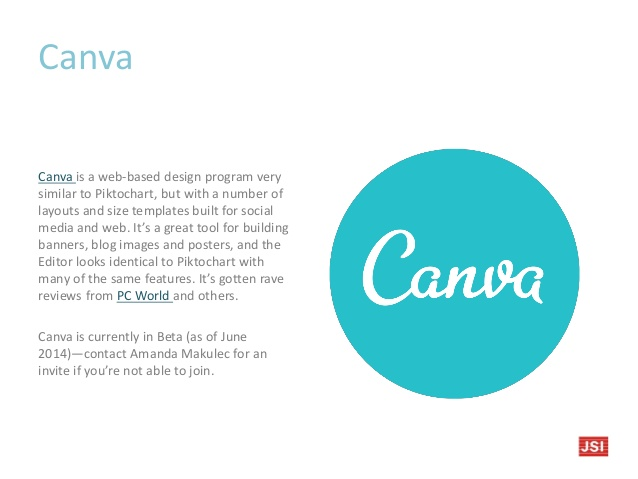 Canva
Canva is a web-based design program very
similar to Piktochart, but with a number of
layouts and size templates built for social
media and web. It’s a great tool for building
banners, blog images and posters, and the
Editor looks identical to Piktochart with
many of the same features. It’s gotten rave
reviews from PC World and others.
Canva is currently in Beta (as of June
2014)—contact Amanda Makulec for an
invite if you’re not able to join.
Canva
JSI